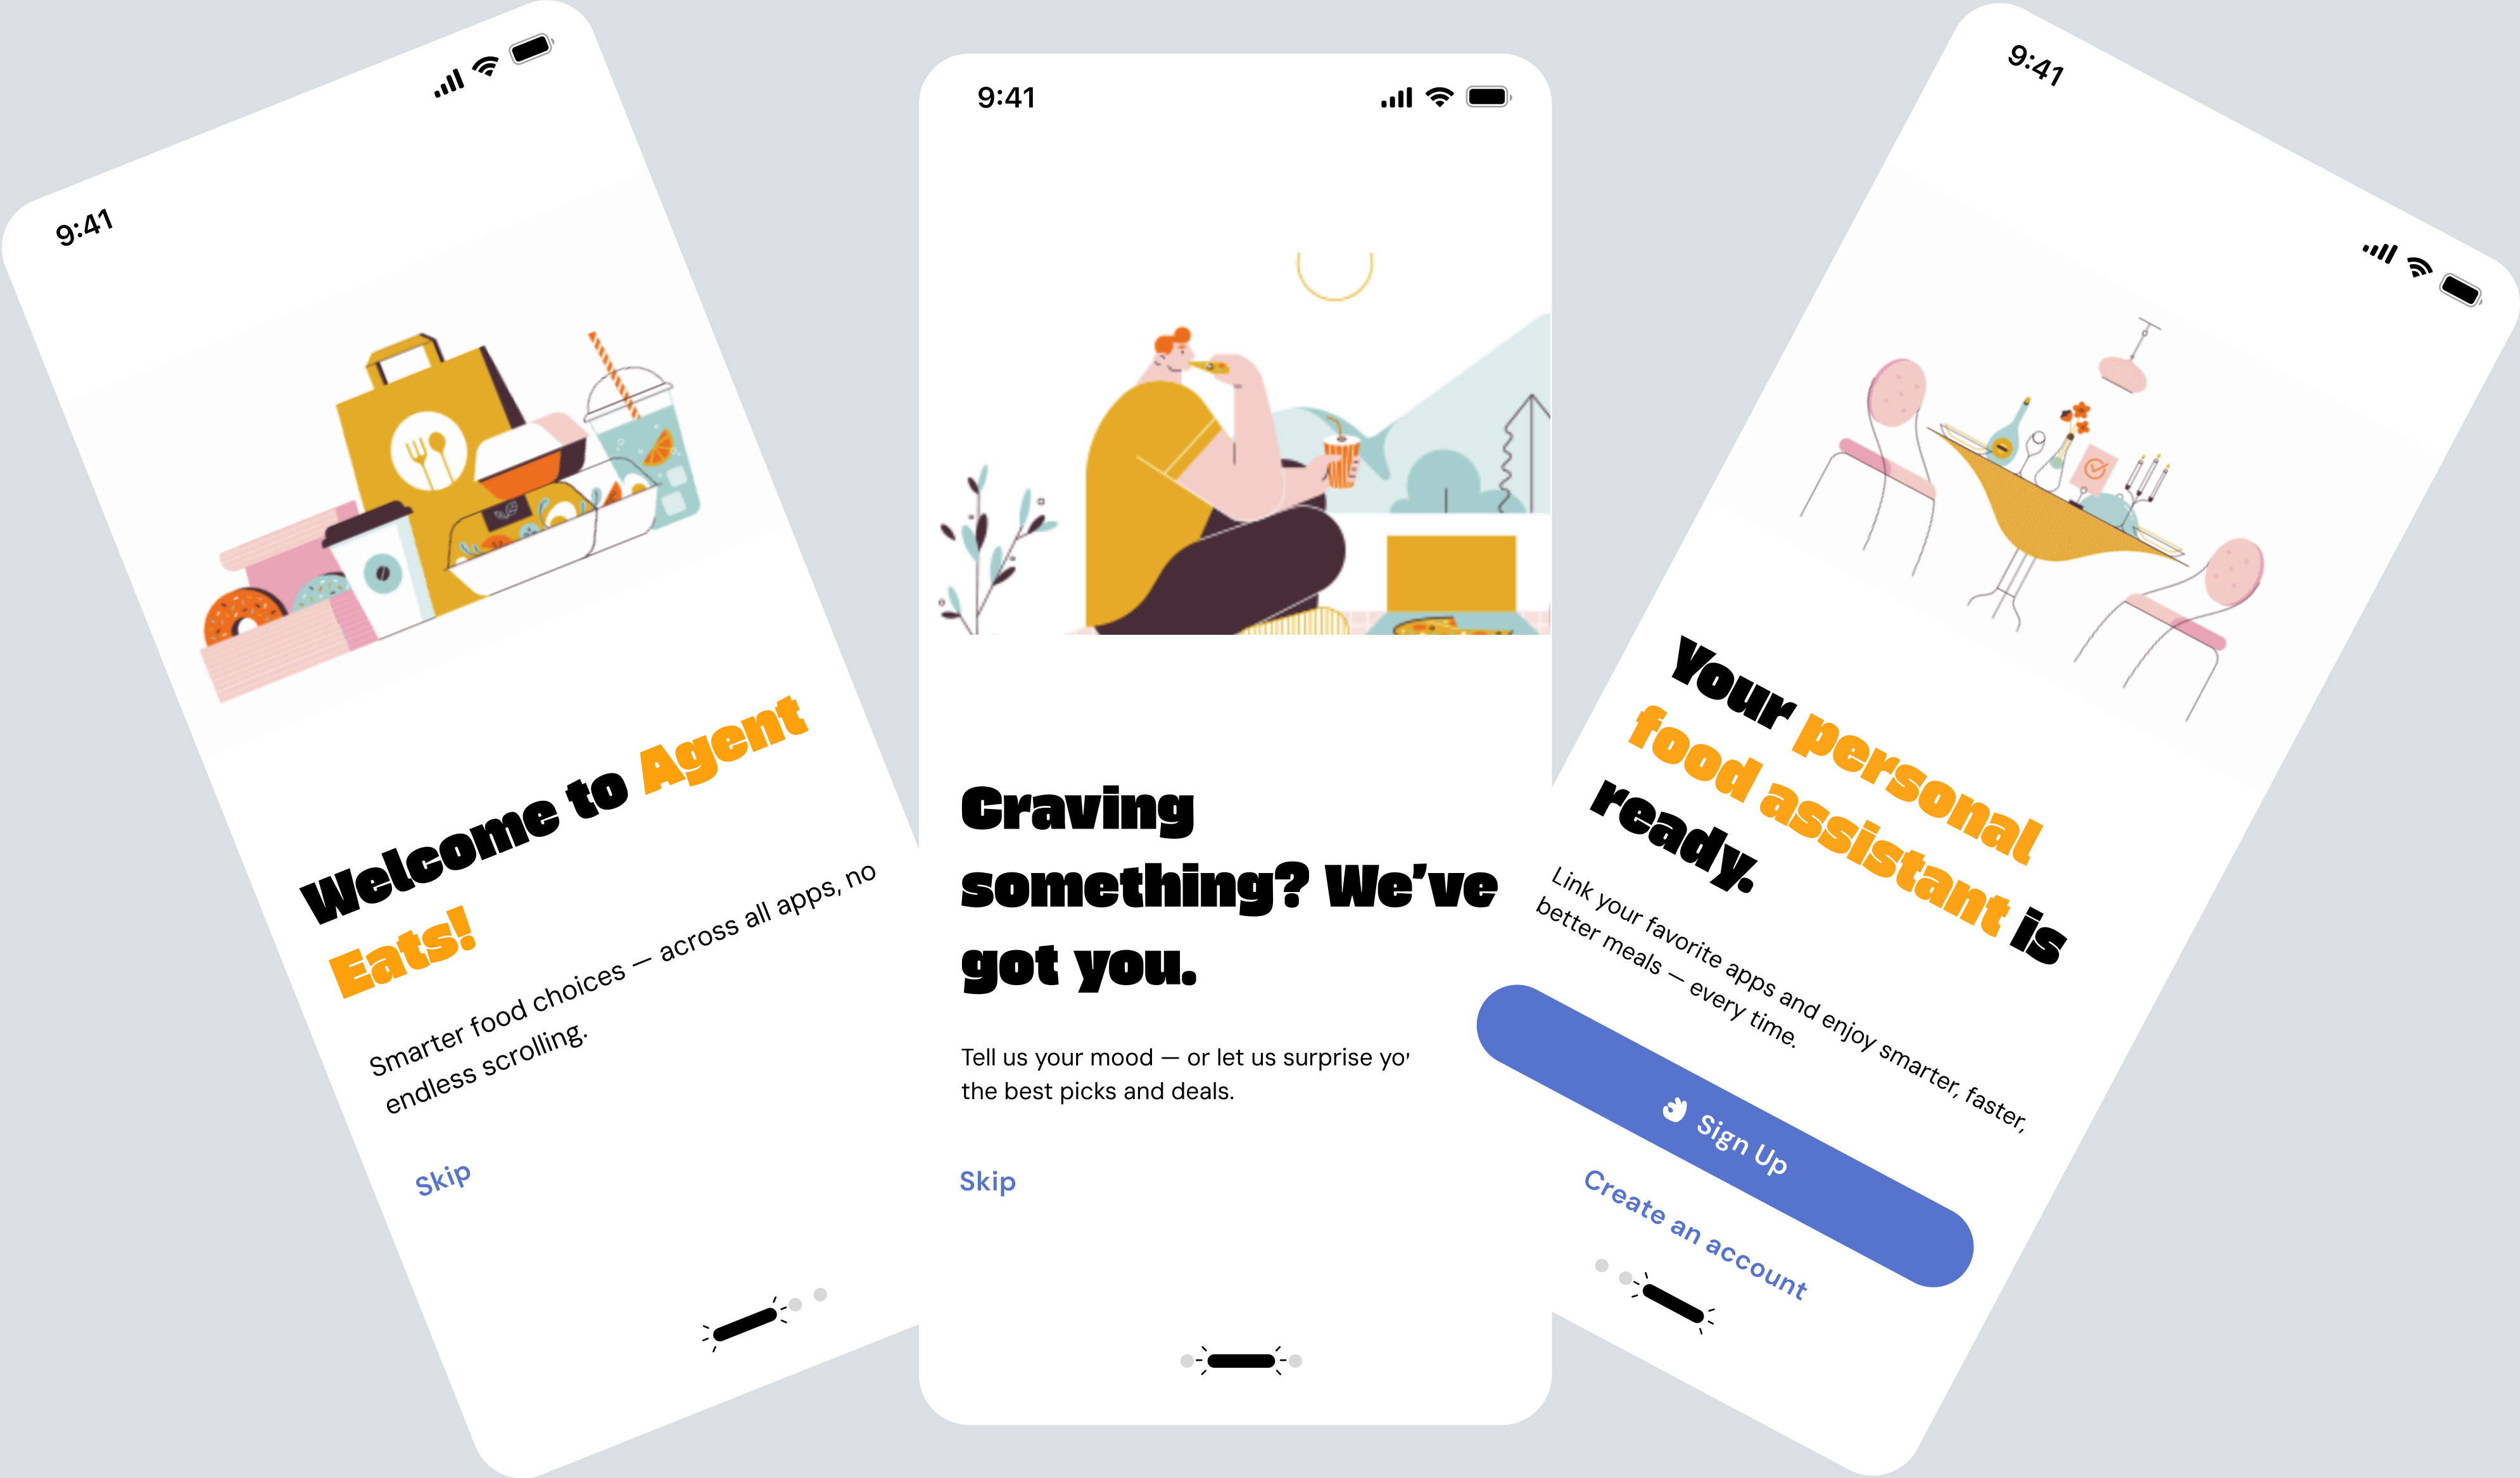 9:41
Welcome to Agent
Eats!
Smarter food choices — across all apps, no
endless scrolling.
Skip
9:41
Craving
something? We've
got you.
Tell us your mood — or let us surprise
the best picks and deals.
Skip
9:41
Your personal
food assistant is
ready.
Link your favorite apps and enjoy smarter, faster,
better meals — every time.
Sign Up
Create an account